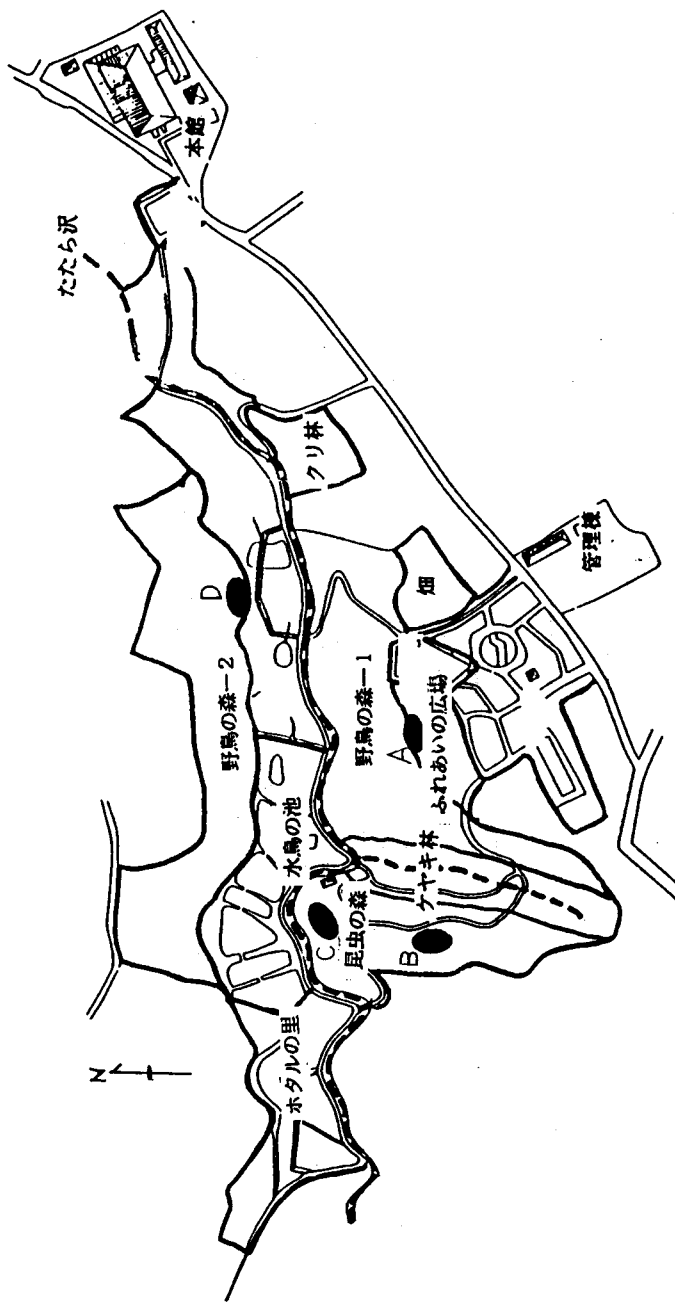 本館
たたら沢
クリ林
管理棟
畑
D
野鳥の森―2
野鳥の森―1
A
ふれあいの広場
水鳥の池
ケヤキ林
C
昆虫の森
B
ホタルの里
N